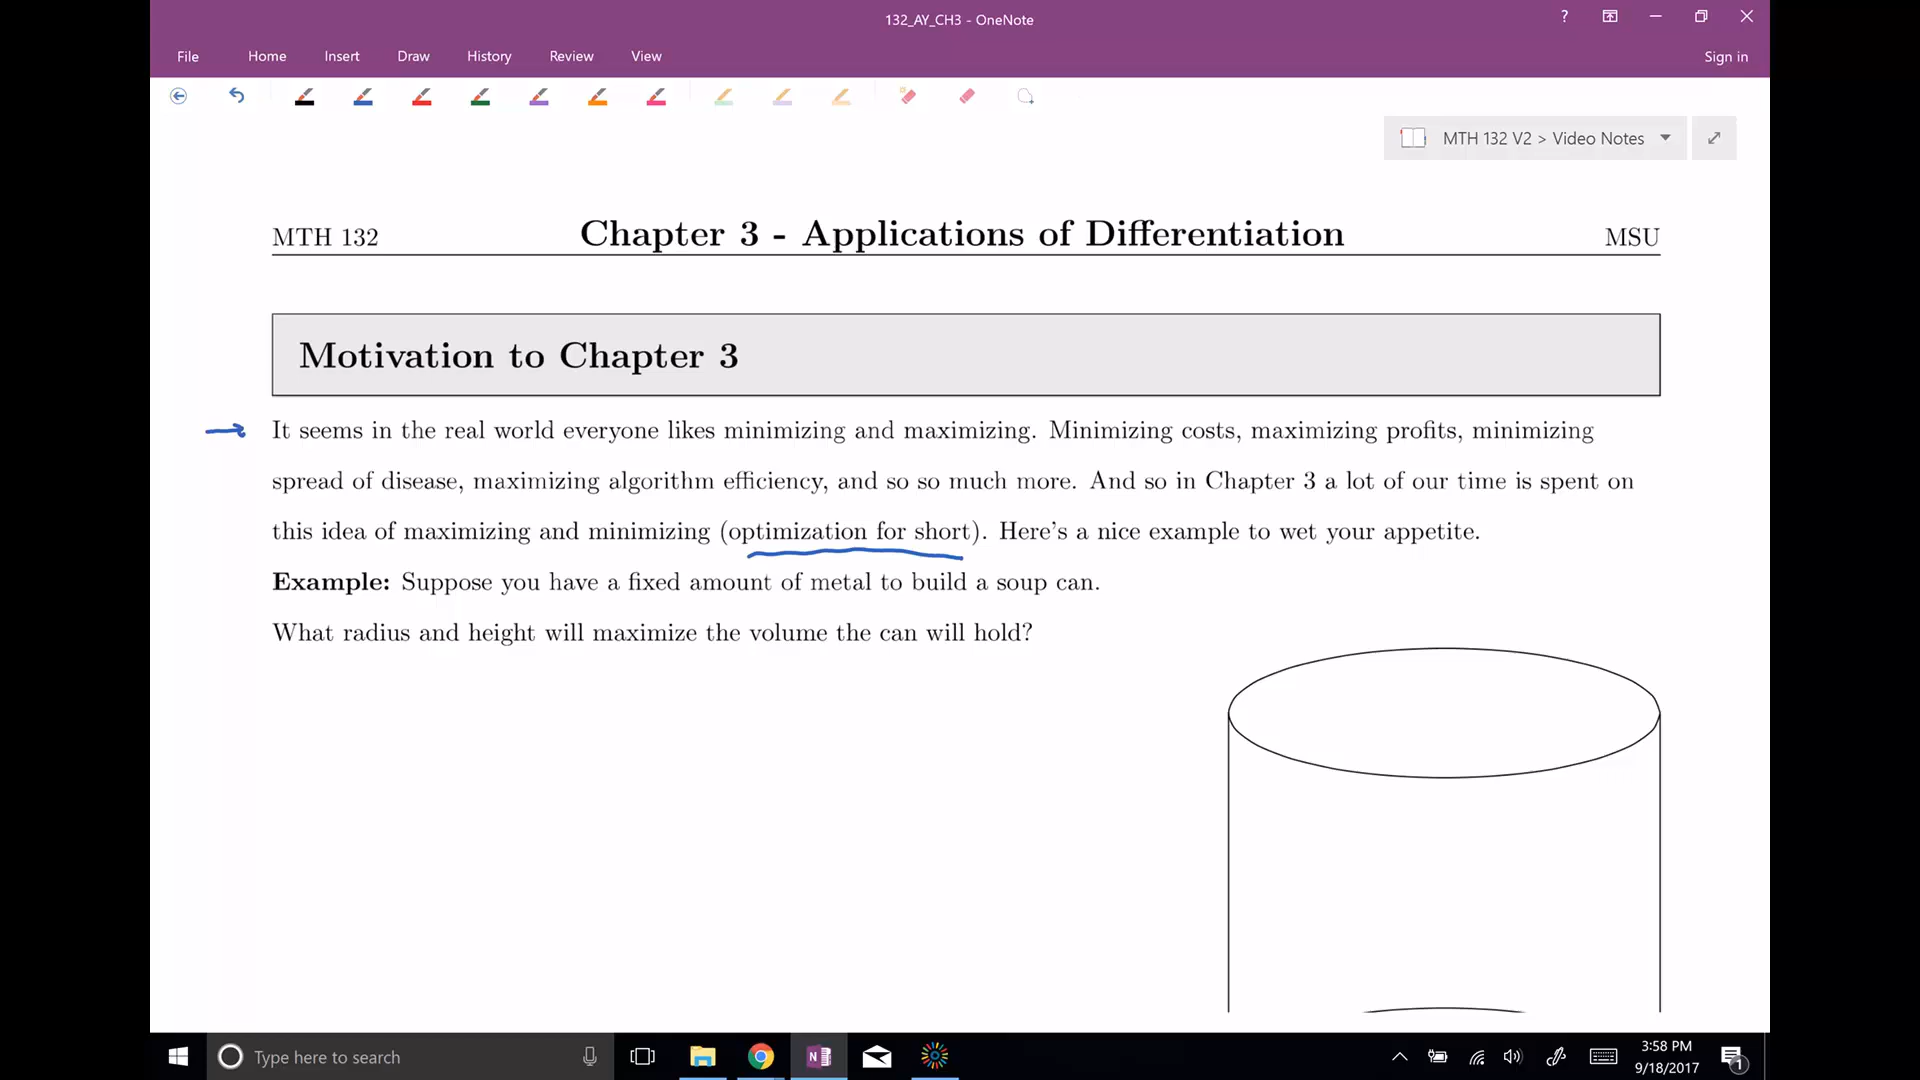 132_AY_CH3 - OneNote
?
File Home Insert Draw History Review View Sign in
MTH 132 V2 > Video Notes
MTH 132 Chapter 3 - Applications of Differentiation MSU
Motivation to Chapter 3
It seems in the real world everyone likes minimizing and maximizing. Minimizing costs, maximizing profits, minimizing
spread of disease, maximizing algorithm efficiency, and so so much more. And so in Chapter 3 a lot of our time is spent on
this idea of maximizing and minimizing (optimization for short). Here's a nice example to wet your appetite.
Example: Suppose you have a fixed amount of metal to build a soup can.
What radius and height will maximize the volume the can will hold?
Type here to search
N
3:58 PM
9/18/2017
1